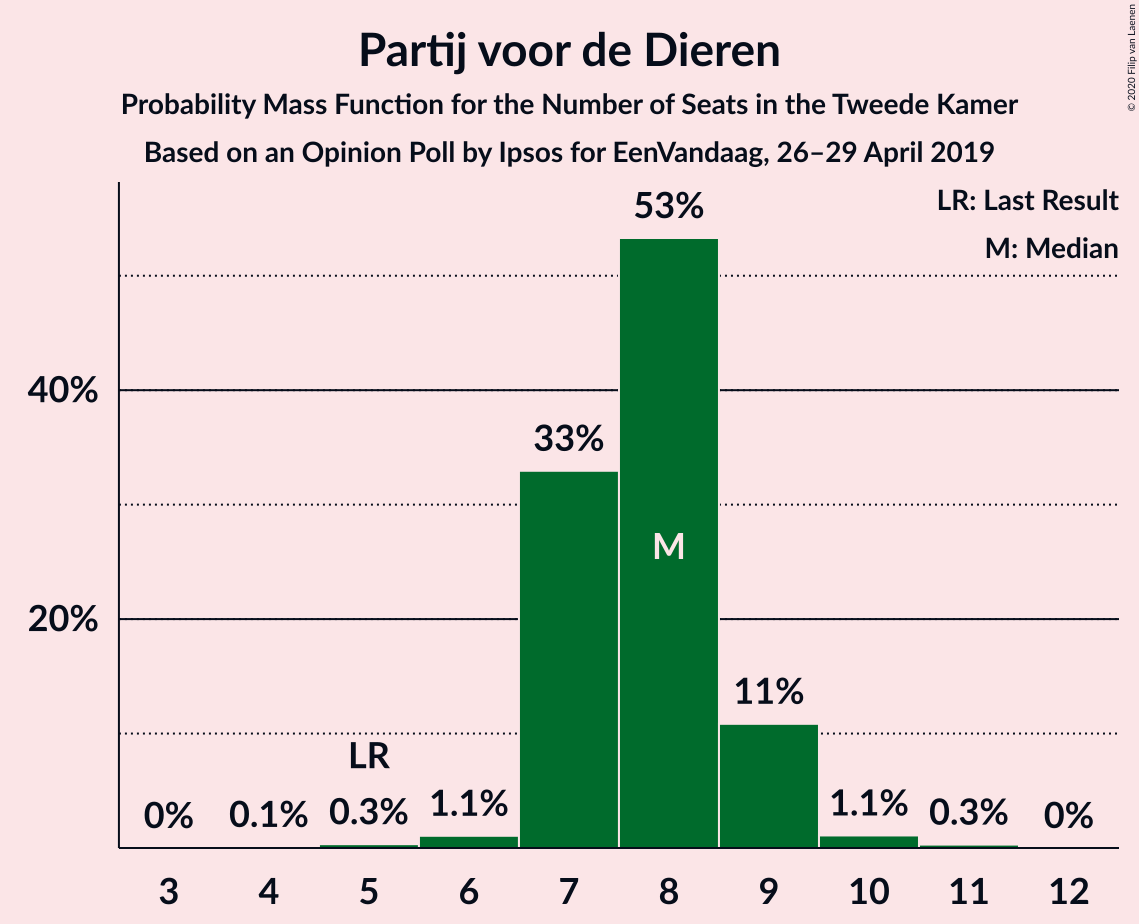 Partij voor de Dieren
Probability Mass Function for the Number of Seats in the Tweede Kamer
Based on an Opinion Poll by Ipsos for EenVandaag, 26–29 April 2019
© 2020 Filip van Laenen
LR: Last Result
M: Median
53%
40%
33%
M
20%
11%
LR
0% 0.1% 0.3% 1.1% 1.1% 0.3% 0%
3 4 5 6 7 8 9 10 11 12